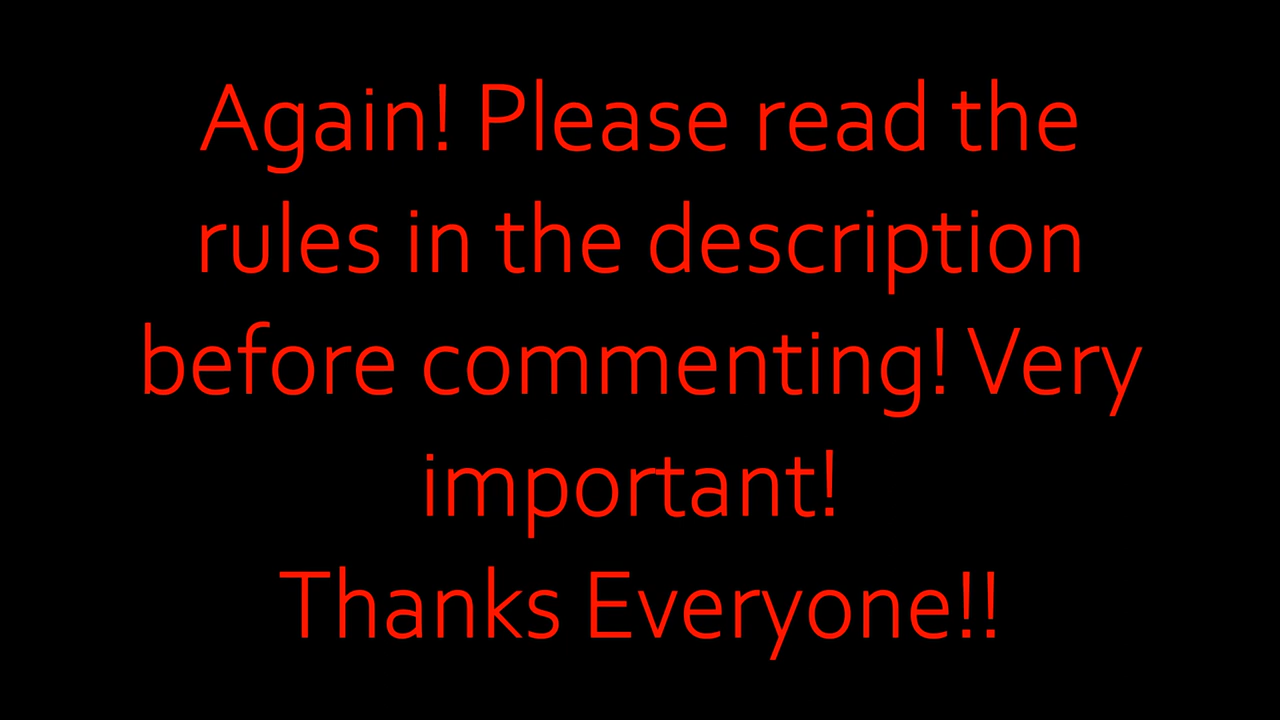 Again! Please read the
rules in the description
before commenting! Very
important!
Thanks Everyone!!